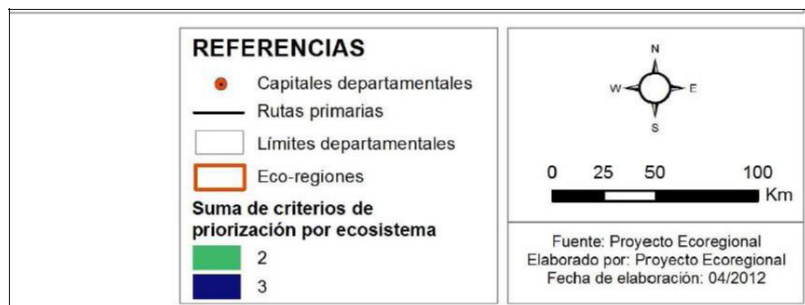 REFERENCIAS
Capitales departamentales
Rutas primarias
Límites departamentales
Eco-regiones
Suma de criterios de
priorización por ecosistema
2
3
N
W E
S
0 25 50 100
Km
Fuente: Proyecto Ecoregional
Elaborado por: Proyecto Ecoregional
Fecha de elaboración: 04/2012